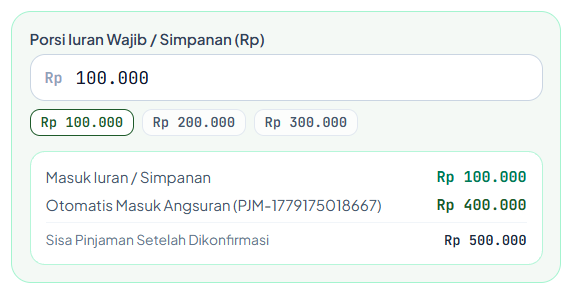 Porsi Iuran Wajib / Simpanan (Rp)
Rp 100.000
Rp 100.000 Rp 200.000 Rp 300.000
Masuk Iuran / Simpanan Rp 100.000
Otomatis Masuk Angsuran (PJM-1779175018667) Rp 400.000
Sisa Pinjaman Setelah Dikonfirmasi Rp 500.000